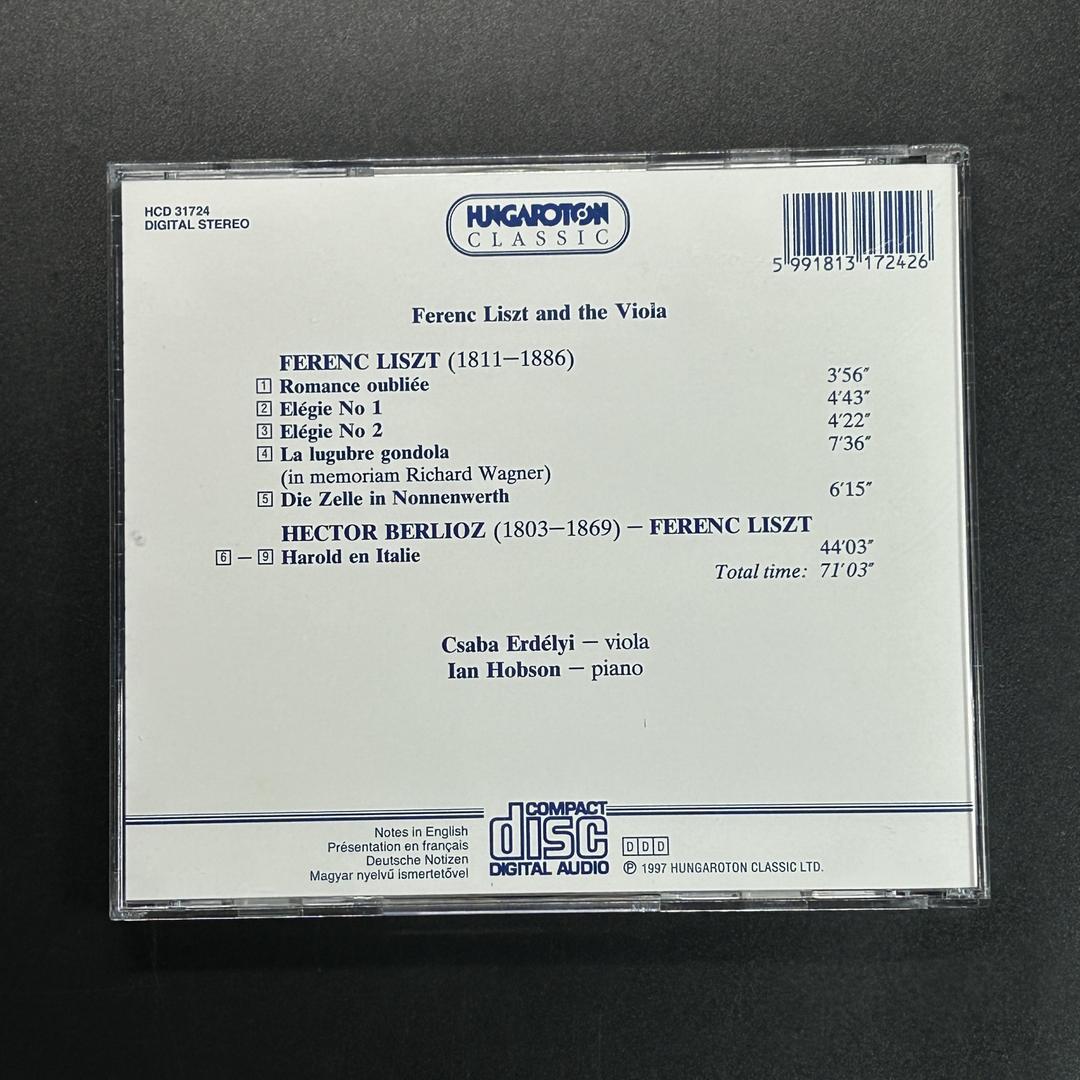 HCD 31724
DIGITAL STEREO
HUNGAROTON
CLASSIC
5 991813 172426
Ferenc Liszt and the Viola
FERENC LISZT (1811–1886)
1 Romance oubliée 3′56″
2 Elégie No 1 4′43″
3 Elégie No 2 4′22″
4 La lugubre gondola 7′36″
(in memoriam Richard Wagner)
5 Die Zelle in Nonnenwerth 6′15″
HECTOR BERLIOZ (1803–1869) – FERENC LISZT
6 – 9 Harold en Italie 44′03″
Total time: 71′03″
Csaba Erdélyi – viola
Ian Hobson – piano
Notes in English
Présentation en français
Deutsche Notizen
Magyar nyelvű ismertetővel
COMPACT
disc
DIGITAL AUDIO
DDD
℗ 1997 HUNGAROTON CLASSIC LTD.